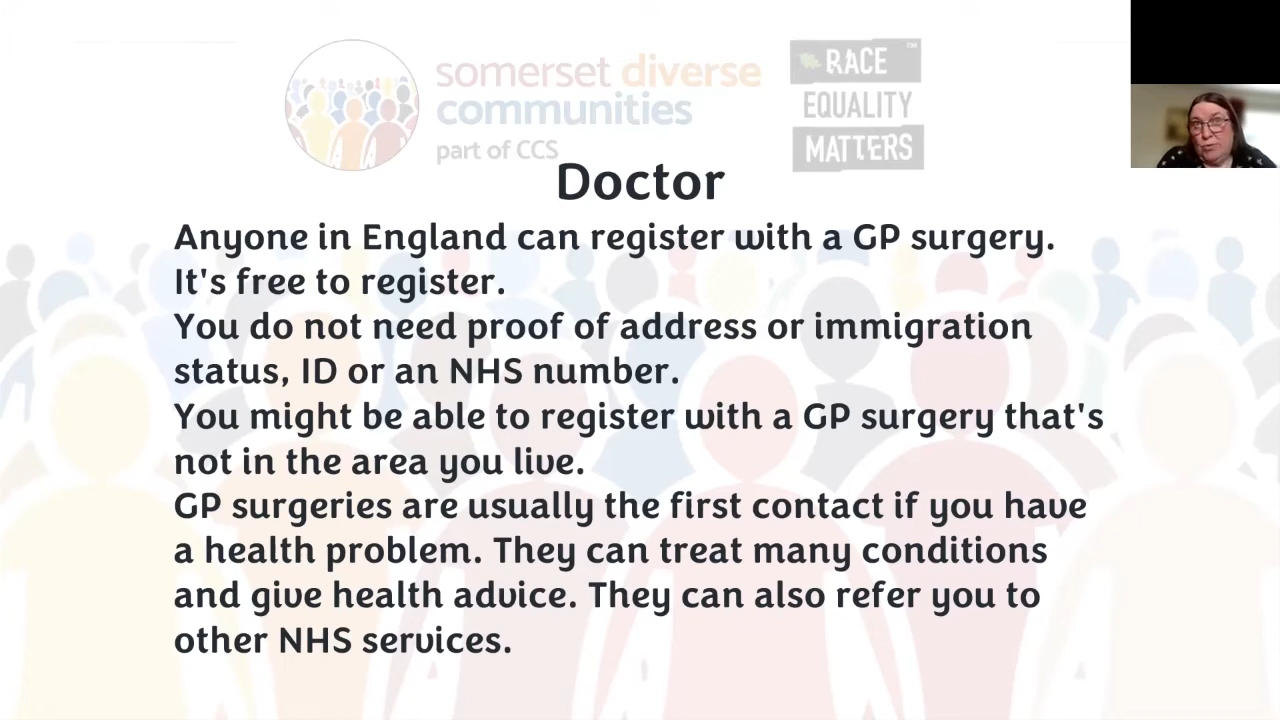 somerset diverse
communities
part of CCS
RACE
EQUALITY
MATTERS
Doctor
Anyone in England can register with a GP surgery.
It's free to register.
You do not need proof of address or immigration
status, ID or an NHS number.
You might be able to register with a GP surgery that's
not in the area you live.
GP surgeries are usually the first contact if you have
a health problem. They can treat many conditions
and give health advice. They can also refer you to
other NHS services.